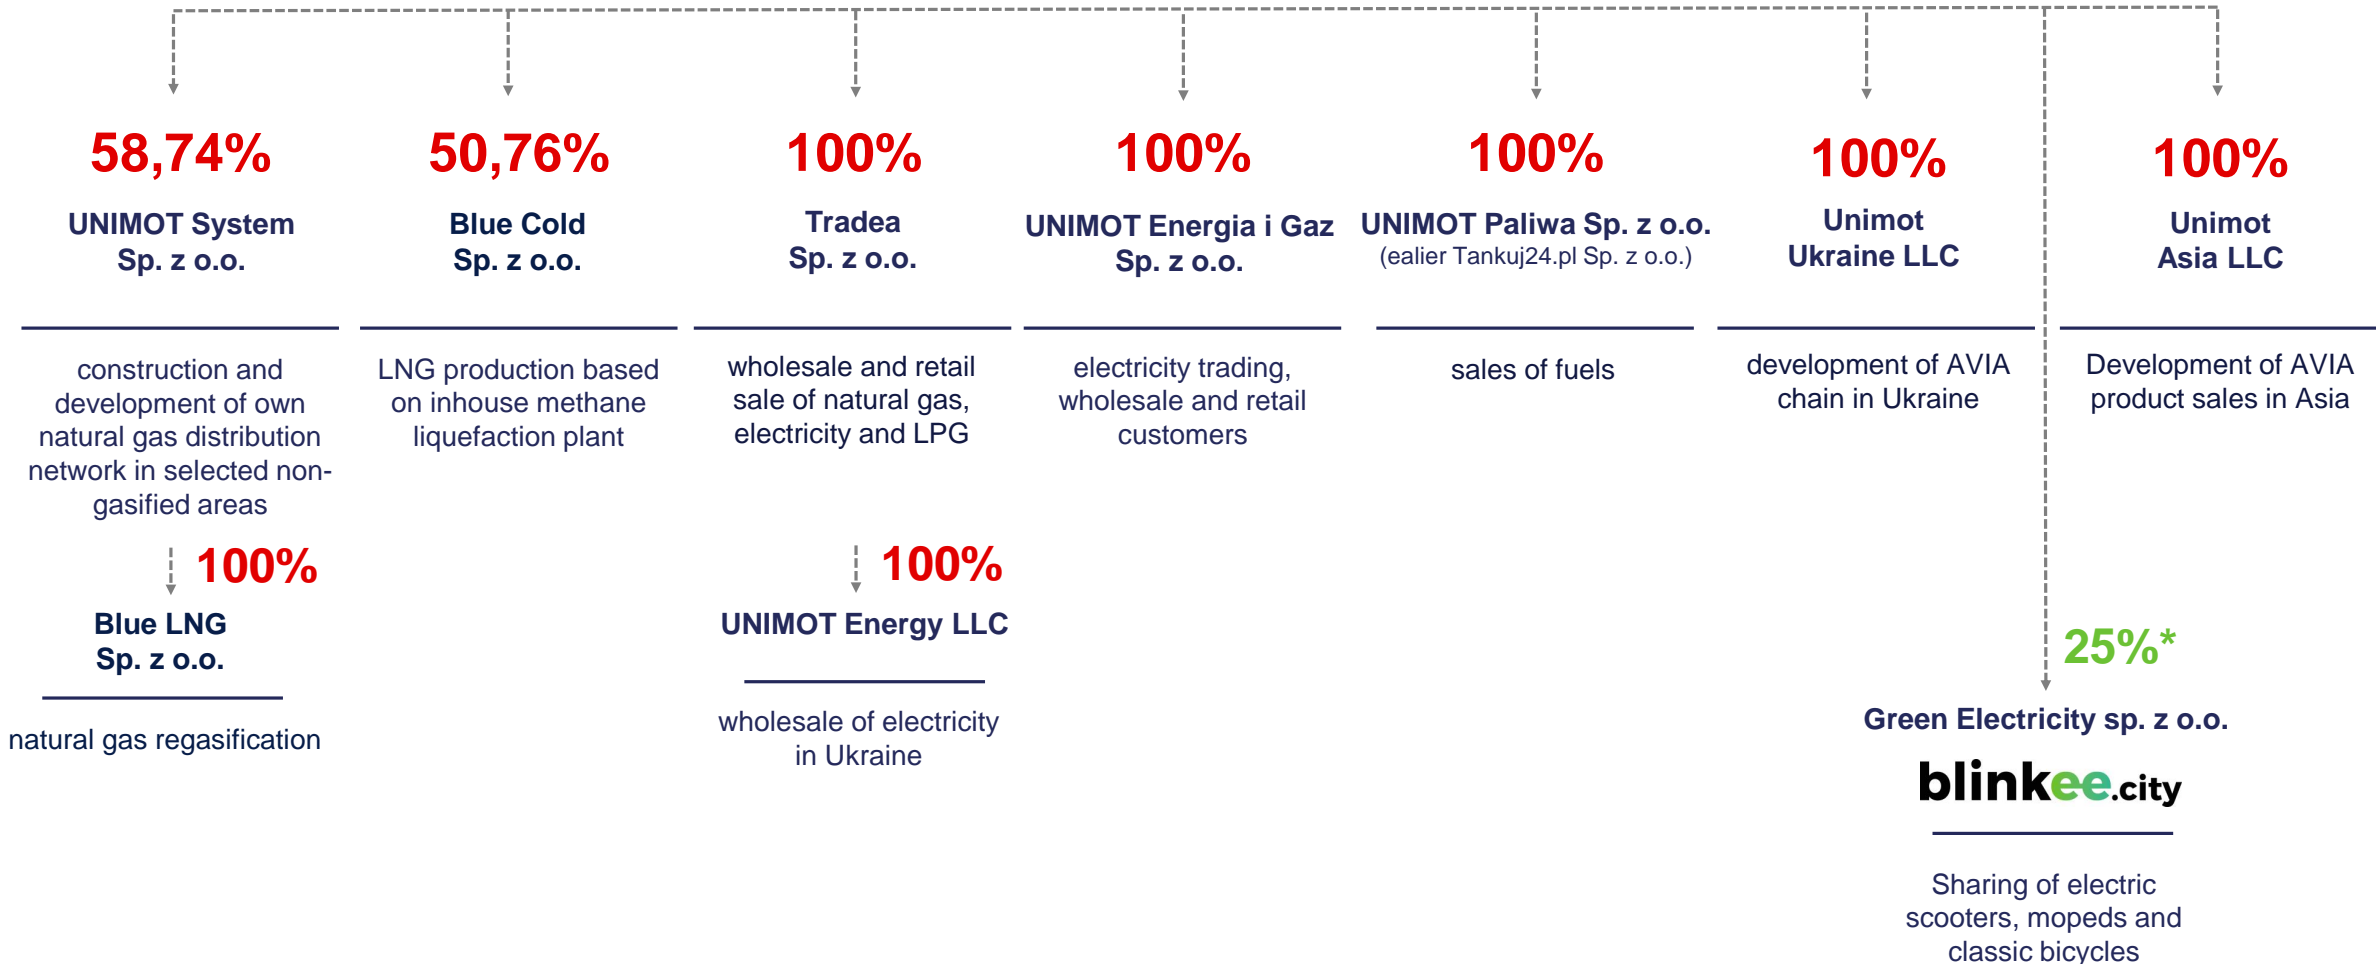 58,74%
UNIMOT System
Sp. z o.o.
construction and
development of own
natural gas distribution
network in selected non-
gasified areas
100%
Blue LNG
Sp. z o.o.
natural gas regasification
50,76%
Blue Cold
Sp. z o.o.
LNG production based
on inhouse methane
liquefaction plant
100%
Tradea
Sp. z o.o.
wholesale and retail
sale of natural gas,
electricity and LPG
100%
UNIMOT Energy LLC
wholesale of electricity
in Ukraine
100%
UNIMOT Energia i Gaz
Sp. z o.o.
electricity trading,
wholesale and retail
customers
100%
UNIMOT Paliwa Sp. z o.o.
(ealier Tankuj24.pl Sp. z o.o.)
sales of fuels
100%
Unimot
Ukraine LLC
development of AVIA
chain in Ukraine
100%
Unimot
Asia LLC
Development of AVIA
product sales in Asia
25%*
Green Electricity sp. z o.o.
blinkee.city
Sharing of electric
scooters, mopeds and
classic bicycles